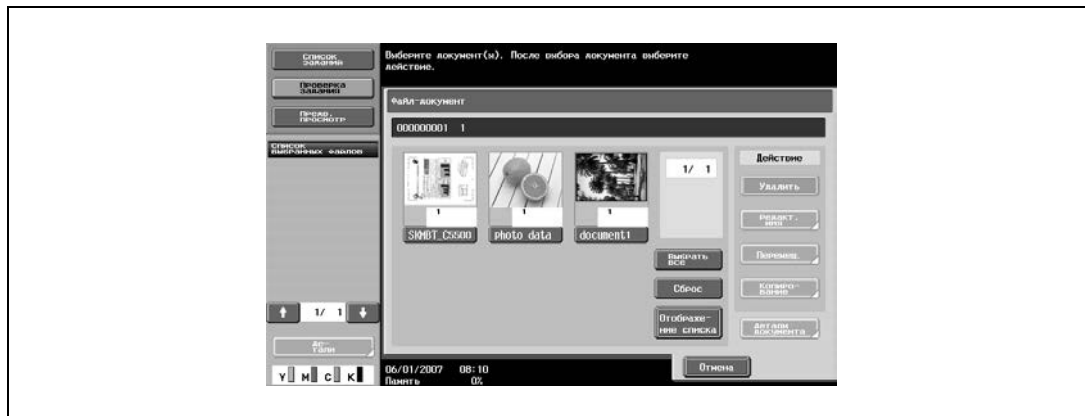 Список
задания
Проверка
задания
Предв.
просмотр
Список
выбранных файлов
1/ 1
Де-
тали
Y M C K
Выберите документ(ы). После выбора документа выберите
действие.
Файл-документ
000000001 1
1
SKMBT_C5500
1
photo data
1
document1
1/ 1
Выбрать
все
Сброс
Отображе-
ние списка
Действие
Удалить
Редакт.
имя
Перемещ.
Копиро-
вание
Детали
документа
Отмена
06/01/2007 08:10
Память 0%